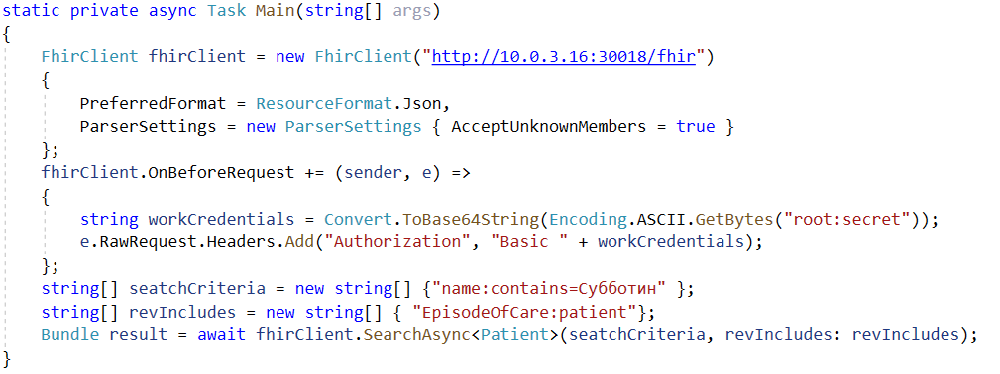 static private async Task Main(string[] args)
{
    FhirClient fhirClient = new FhirClient("http://10.0.3.16:30018/fhir")
    {
        PreferredFormat = ResourceFormat.Json,
        ParserSettings = new ParserSettings { AcceptUnknownMembers = true }
    };
    fhirClient.OnBeforeRequest += (sender, e) =>
    {
        string workCredentials = Convert.ToBase64String(Encoding.ASCII.GetBytes("root:secret"));
        e.RawRequest.Headers.Add("Authorization", "Basic " + workCredentials);
    };
    string[] seatchCriteria = new string[] {"name:contains=Субботин" };
    string[] revIncludes = new string[] { "EpisodeOfCare:patient"};
    Bundle result = await fhirClient.SearchAsync<Patient>(seatchCriteria, revIncludes: revIncludes);
}